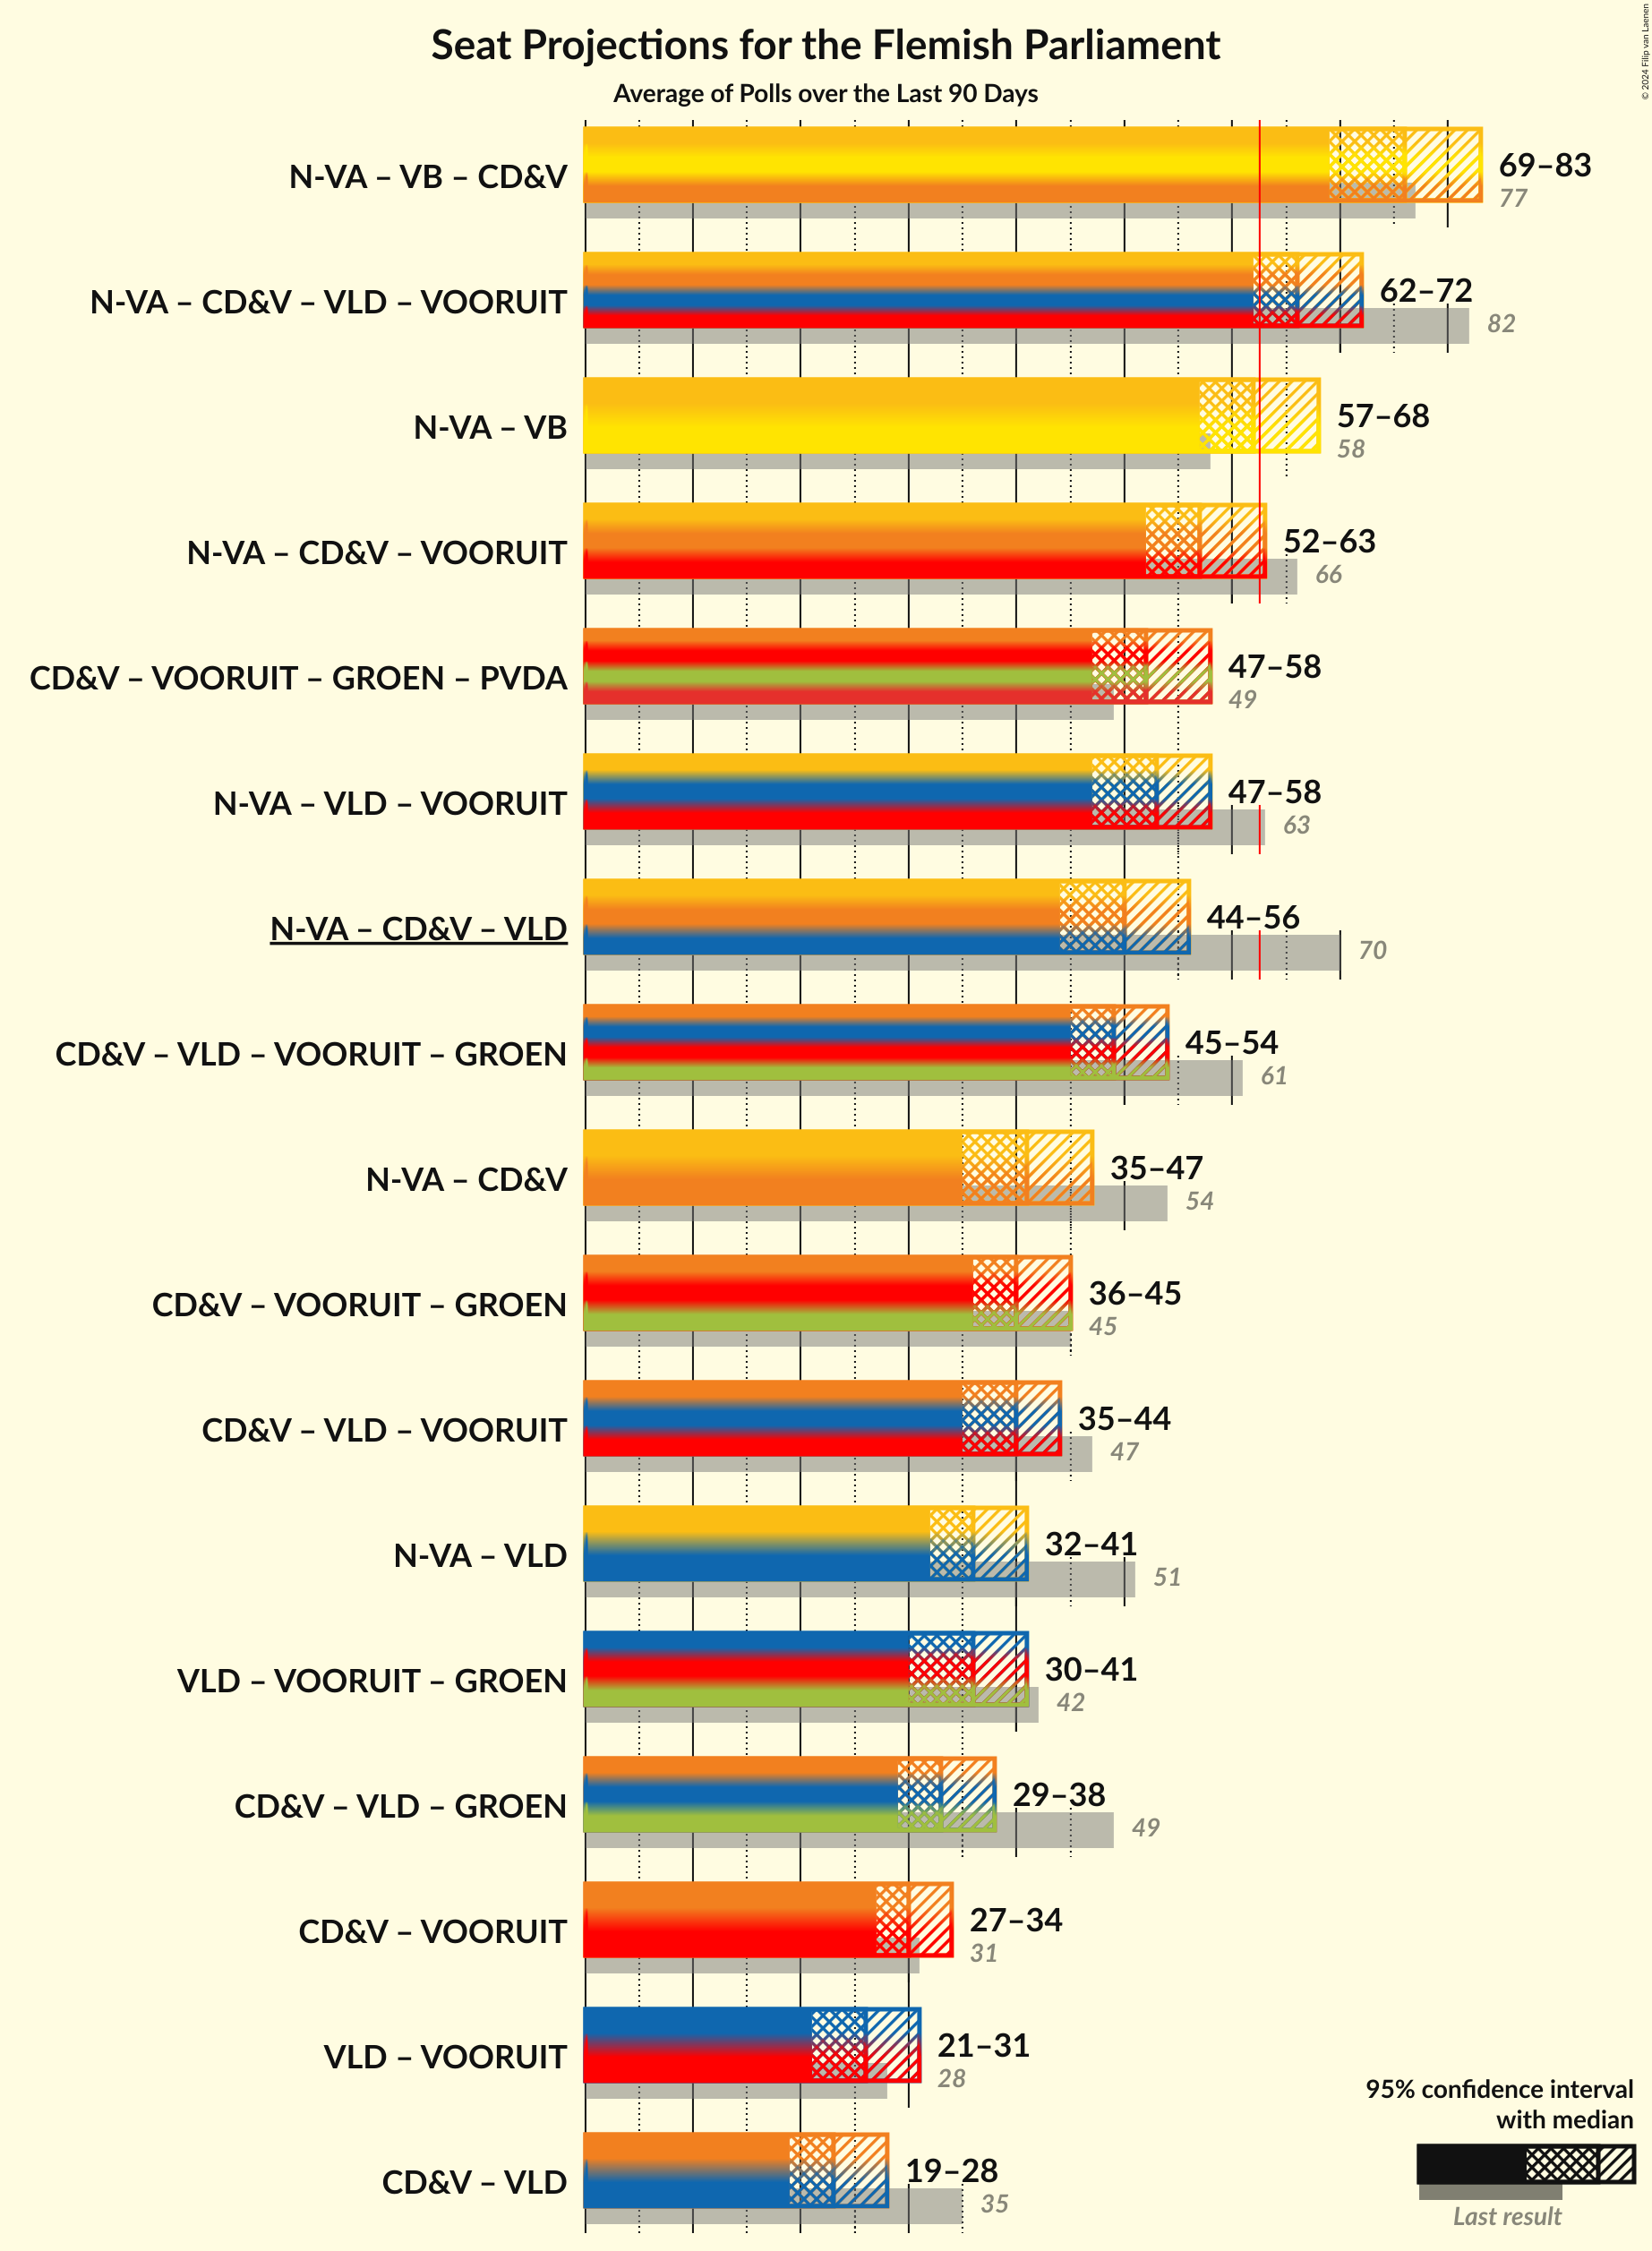 Seat Projections for the Flemish Parliament
Average of Polls over the Last 90 Days
© 2024 Filip van Laenen
N-VA – VB – CD&V
69–83
77
N-VA – CD&V – VLD – VOORUIT
62–72
82
N-VA – VB
57–68
58
N-VA – CD&V – VOORUIT
52–63
66
CD&V – VOORUIT – GROEN – PVDA
47–58
49
N-VA – VLD – VOORUIT
47–58
63
N-VA – CD&V – VLD
44–56
70
CD&V – VLD – VOORUIT – GROEN
45–54
61
N-VA – CD&V
35–47
54
CD&V – VOORUIT – GROEN
36–45
45
CD&V – VLD – VOORUIT
35–44
47
N-VA – VLD
32–41
51
VLD – VOORUIT – GROEN
30–41
42
CD&V – VLD – GROEN
29–38
49
CD&V – VOORUIT
27–34
31
VLD – VOORUIT
21–31
28
CD&V – VLD
19–28
35
95% confidence interval
with median
Last result